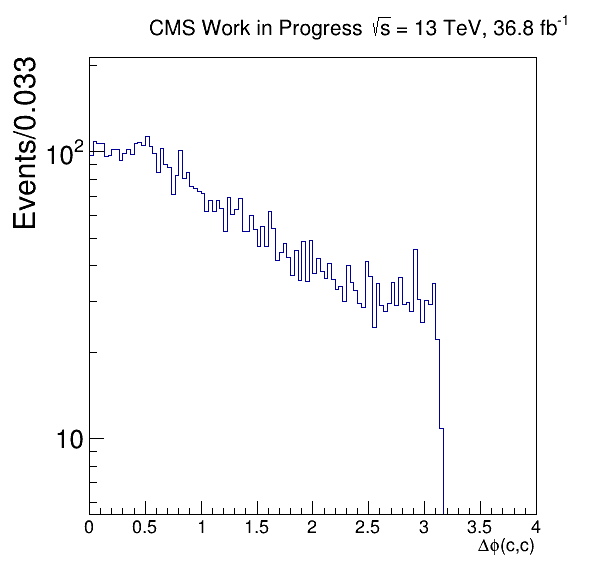 CMS Work in Progress √s = 13 TeV, 36.8 fb⁻¹
Events/0.033
10²
10
0 0.5 1 1.5 2 2.5 3 3.5 4
Δϕ(c,c)